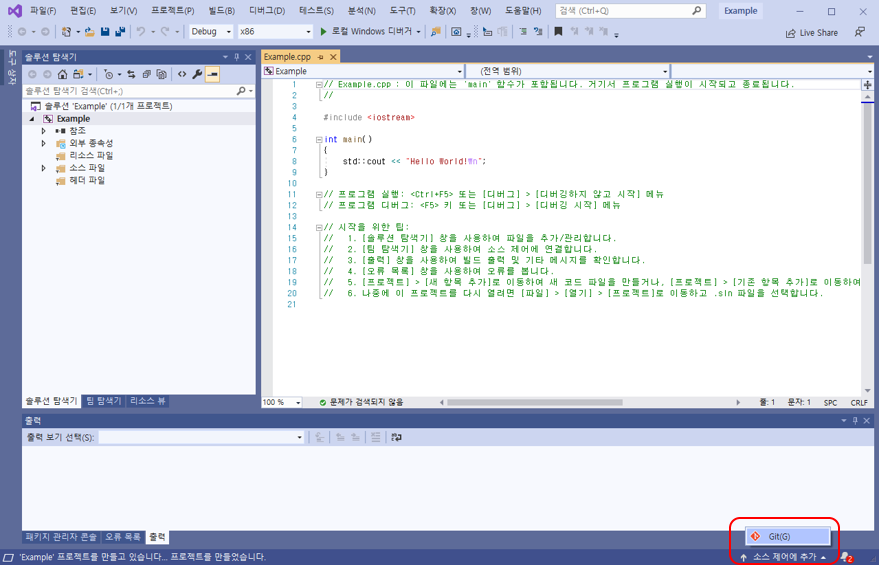 파일(F) 편집(E) 보기(V) 프로젝트(P) 빌드(B) 디버그(D) 테스트(S) 분석(N) 도구(T) 확장(X) 창(W) 도움말(H) 검색 (Ctrl+Q) Example
Debug x86 로컬 Windows 디버거 Live Share
도구 상자
솔루션 탐색기
솔루션 탐색기 검색(Ctrl+;)
솔루션 'Example' (1/1개 프로젝트)
Example
참조
외부 종속성
리소스 파일
소스 파일
헤더 파일
솔루션 탐색기 팀 탐색기 리소스 뷰
Example.cpp
Example (전역 범위)
1 // Example.cpp : 이 파일에는 'main' 함수가 포함됩니다. 거기서 프로그램 실행이 시작되고 종료됩니다.
2 //
3
4 #include <iostream>
5
6 int main()
7 {
8 std::cout << "Hello World!\n";
9 }
10
11 // 프로그램 실행: <Ctrl+F5> 또는 [디버그] > [디버깅하지 않고 시작] 메뉴
12 // 프로그램 디버그: <F5> 키 또는 [디버그] > [디버깅 시작] 메뉴
13
14 // 시작을 위한 팁:
15 // 1. [솔루션 탐색기] 창을 사용하여 파일을 추가/관리합니다.
16 // 2. [팀 탐색기] 창을 사용하여 소스 제어에 연결합니다.
17 // 3. [출력] 창을 사용하여 빌드 출력 및 기타 메시지를 확인합니다.
18 // 4. [오류 목록] 창을 사용하여 오류를 봅니다.
19 // 5. [프로젝트] > [새 항목 추가]로 이동하여 새 코드 파일을 만들거나, [프로젝트] > [기존 항목 추가]로 이동하여
20 // 6. 나중에 이 프로젝트를 다시 열려면 [파일] > [열기] > [프로젝트]로 이동하고 .sln 파일을 선택합니다.
21
100 % 문제가 검색되지 않음 줄: 1 문자: 1 SPC CRLF
출력
출력 보기 선택(S):
패키지 관리자 콘솔 오류 목록 출력
Git(G)
'Example' 프로젝트를 만들고 있습니다... 프로젝트를 만들었습니다. 소스 제어에 추가 2